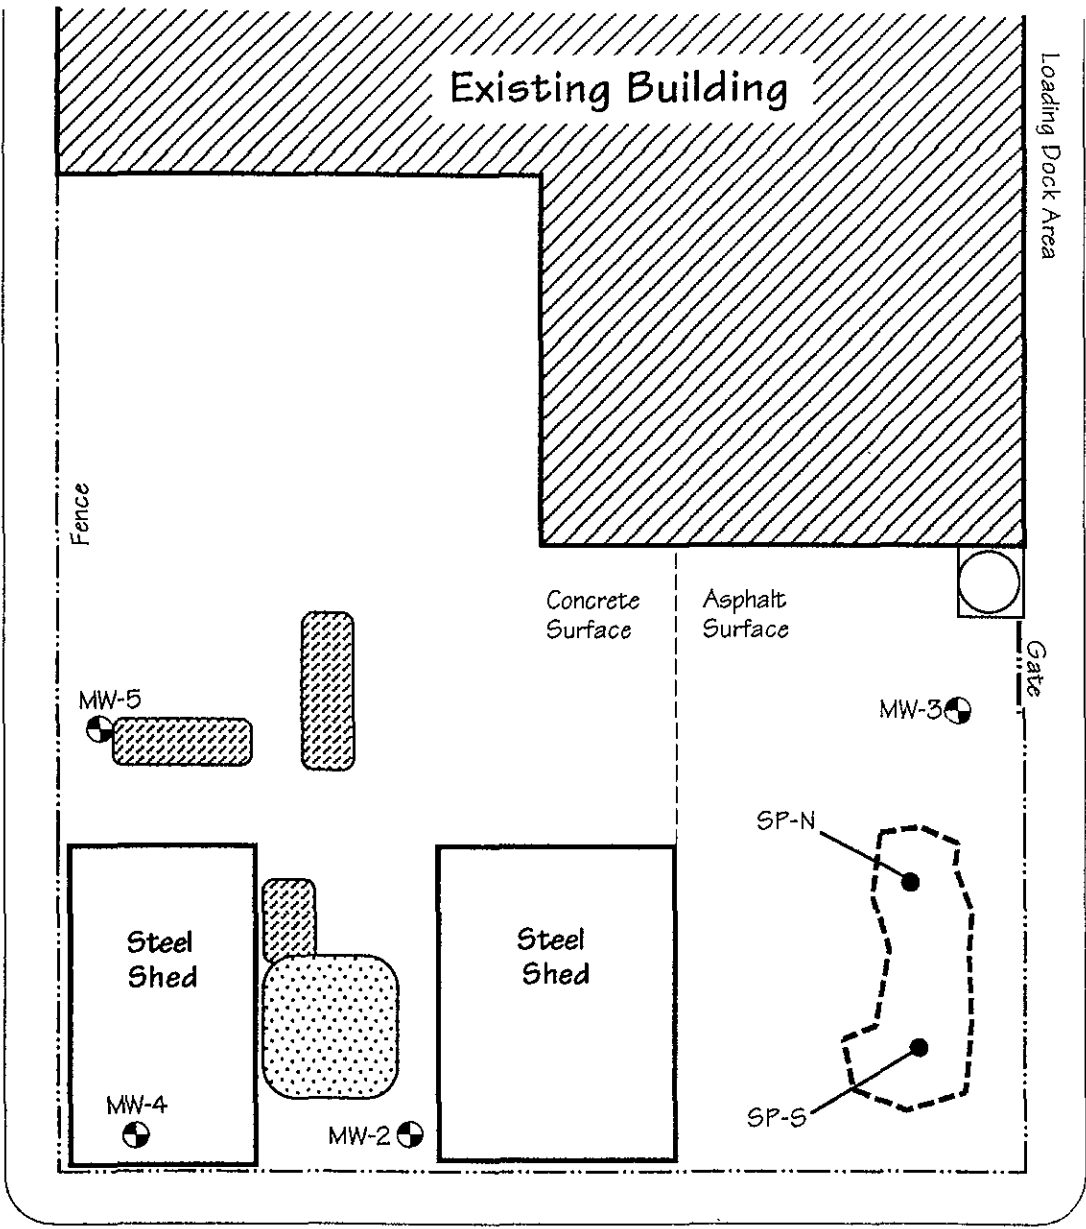 Existing Building
Loading Dock Area
Fence
Concrete
Surface
Asphalt
Surface
Gate
MW-5
MW-3
SP-N
Steel
Shed
Steel
Shed
MW-4
MW-2
SP-S